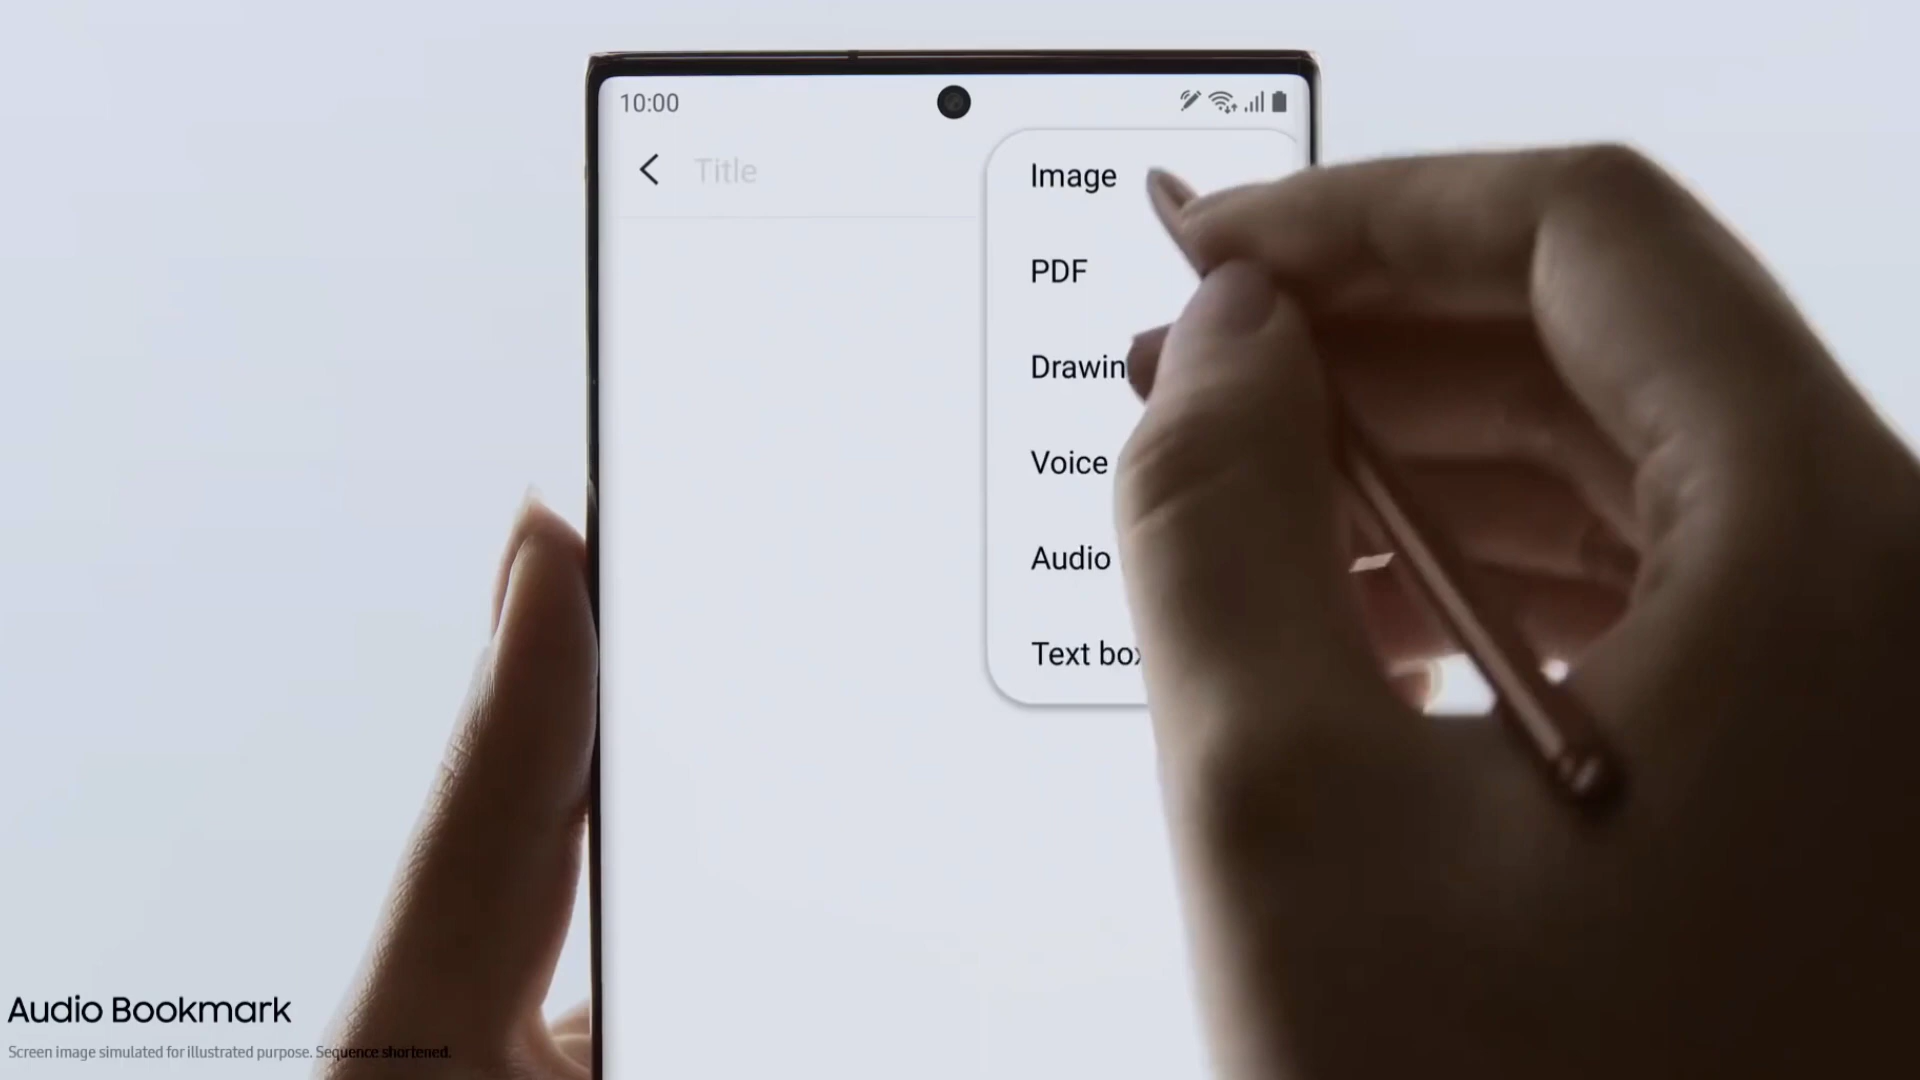 10:00
Title
Image
PDF
Drawin
Voice
Audio
Text box
Audio Bookmark
Screen image simulated for illustrated purpose. Sequence shortened.